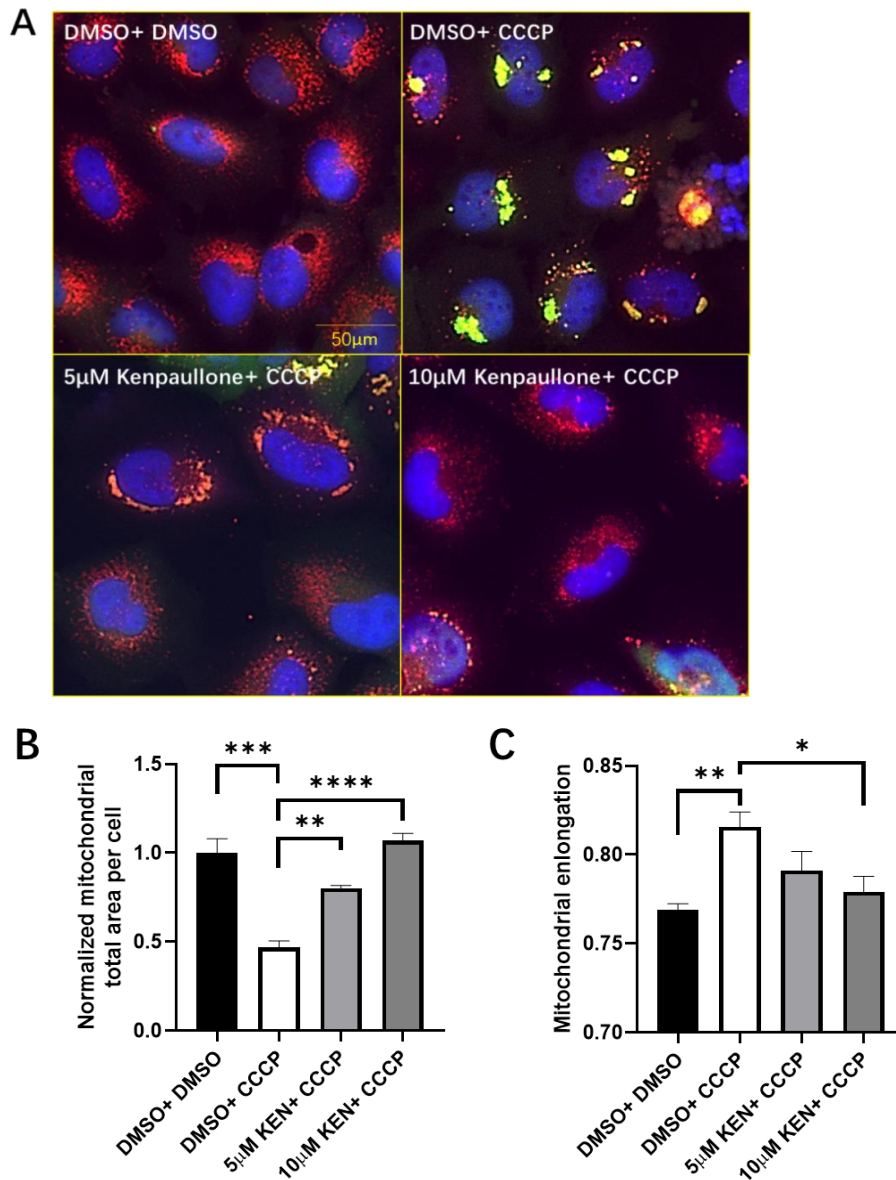 A
DMSO+ DMSO
DMSO+ CCCP
50μm
5μM Kenpaullone+ CCCP
10μM Kenpaullone+ CCCP
B
Normalized mitochondrial
total area per cell
1.5
1.0
0.5
0.0
***
****
**
DMSO+ DMSO
DMSO+ CCCP
5μM KEN+ CCCP
10μM KEN+ CCCP
C
Mitochondrial enlongation
0.85
0.80
0.75
0.70
**
*
DMSO+ DMSO
DMSO+ CCCP
5μM KEN+ CCCP
10μM KEN+ CCCP